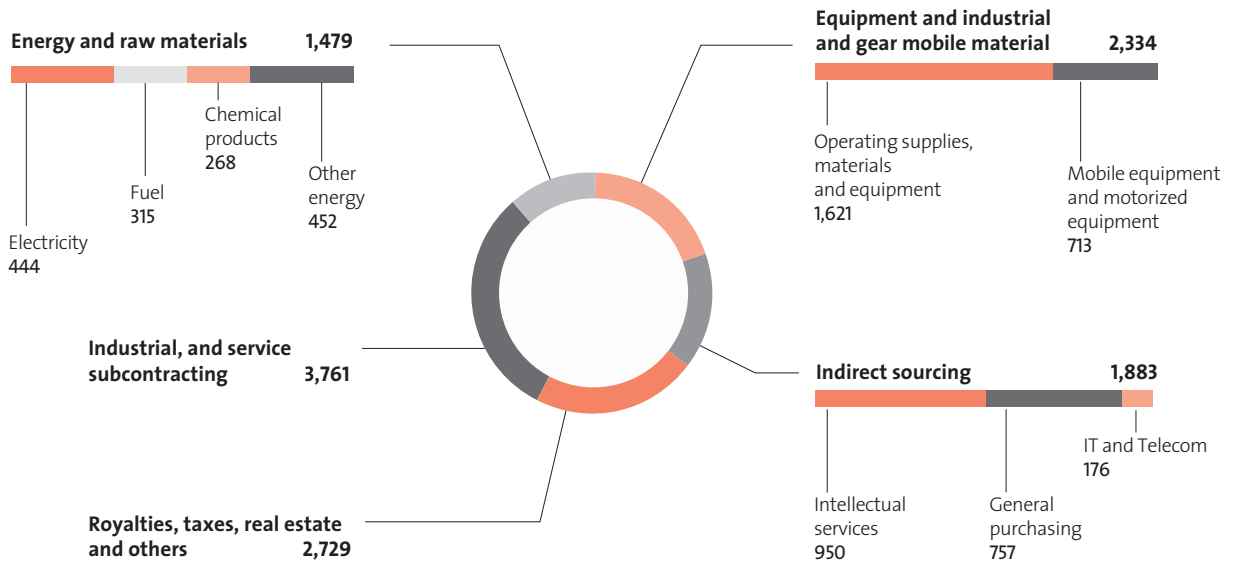 Energy and raw materials 1,479
Electricity
444
Fuel
315
Chemical
products
268
Other
energy
452
Equipment and industrial
and gear mobile material 2,334
Operating supplies,
materials
and equipment
1,621
Mobile equipment
and motorized
equipment
713
Industrial, and service
subcontracting 3,761
Indirect sourcing 1,883
Intellectual
services
950
General
purchasing
757
IT and Telecom
176
Royalties, taxes, real estate
and others 2,729